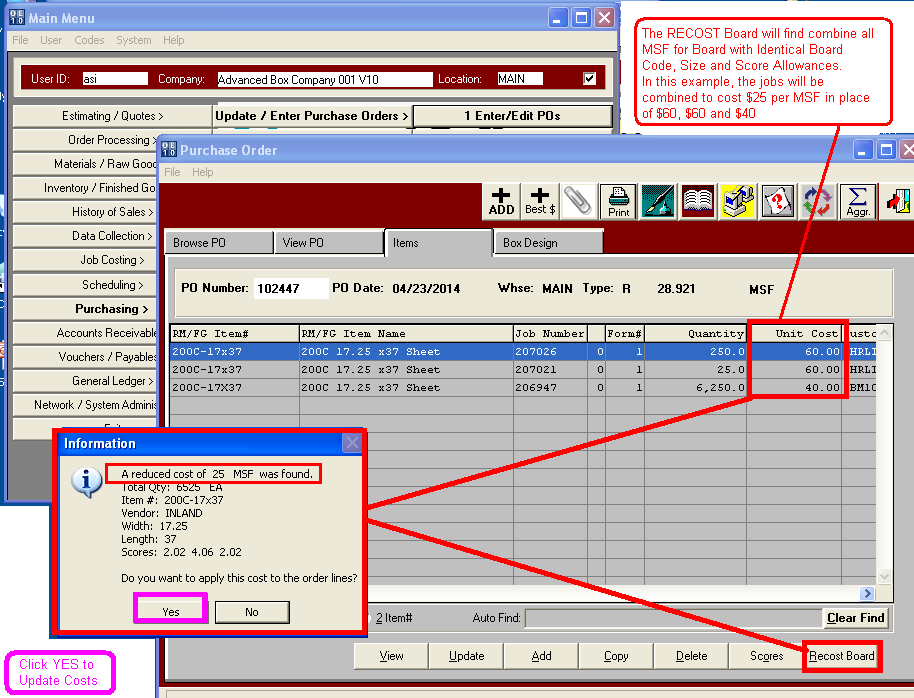 Main Menu
File User Codes System Help
User ID: asi Company: Advanced Box Company 001 V10 Location: MAIN
Estimating / Quotes >
Update / Enter Purchase Orders >
1 Enter/Edit POs
Order Processing >
Materials / Raw Good
Inventory / Finished Go
History of Sales >
Data Collection >
Job Costing >
Scheduling >
Purchasing >
Accounts Receivable
Vouchers / Payables
General Ledger >
Network / System Adminis
The RECOST Board will find combine all
MSF for Board with Identical Board
Code, Size and Score Allowances.
In this example, the jobs will be
combined to cost $25 per MSF in place
of $60, $60 and $40
Purchase Order
File Help
ADD Best $ Print Aggr.
Browse PO View PO Items Box Design
PO Number: 102447 PO Date: 04/23/2014 Whse: MAIN Type: R 28.921 MSF
RM/FG Item# RM/FG Item Name Job Number Form# Quantity Unit Cost
200C-17x37 200C 17.25 x37 Sheet 207026 0 1 250.0 60.00 HRLI
200C-17x37 200C 17.25 x37 Sheet 207021 0 1 25.0 60.00 HRLI
200C-17X37 200C 17.25 x37 Sheet 206947 0 1 6,250.0 40.00 BM1C
2 Item# Auto Find: Clear Find
View Update Add Copy Delete Scores Recost Board
Information
A reduced cost of 25 MSF was found.
Total Qty: 6525 EA
Item #: 200C-17x37
Vendor: INLAND
Width: 17.25
Length: 37
Scores: 2.02 4.06 2.02
Do you want to apply this cost to the order lines?
Yes No
Click YES to
Update Costs